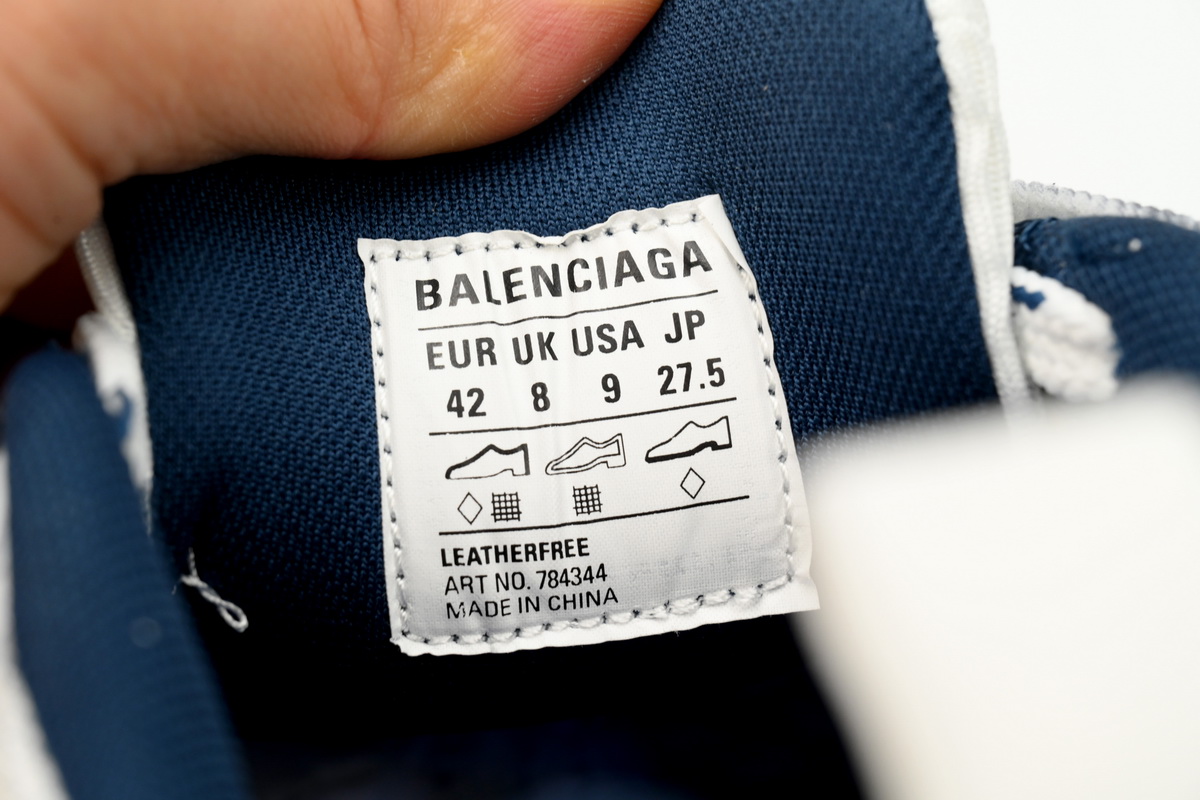 BALENCIAGA
EUR UK USA JP
42 8 9 27.5
LEATHERFREE
ART NO. 784344
MADE IN CHINA